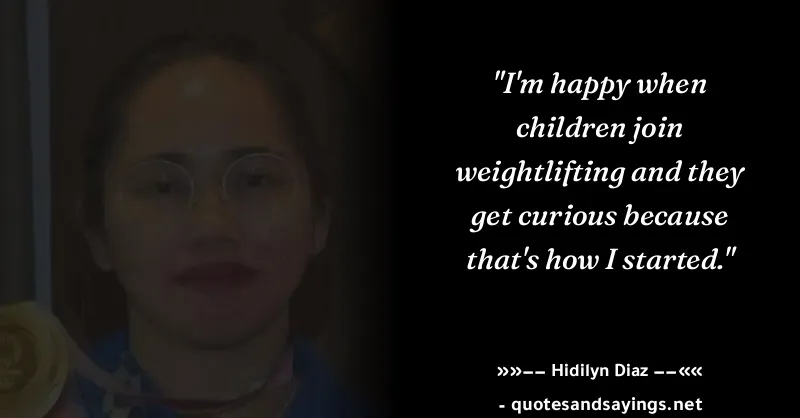 "I'm happy when
children join
weightlifting and they
get curious because
that's how I started."
»»—— Hidilyn Diaz ——««
- quotesandsayings.net